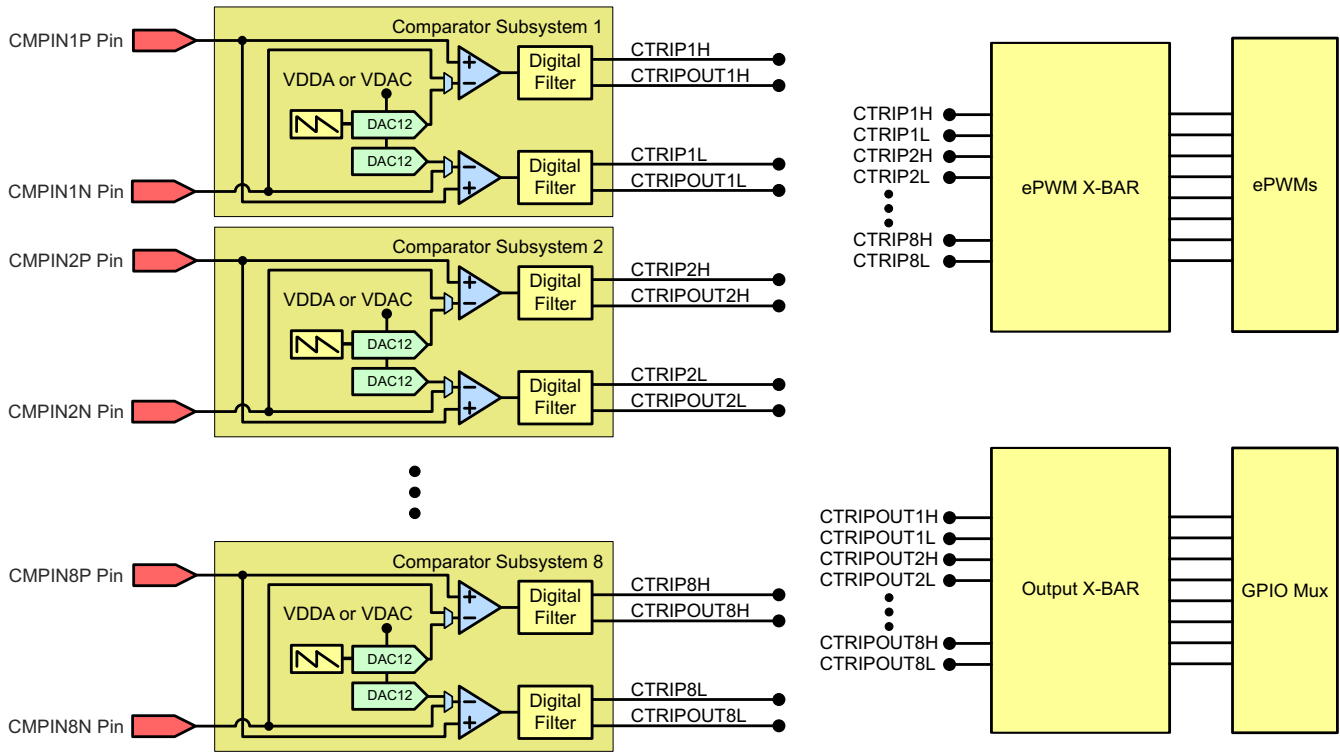 Comparator Subsystem 1
CMPIN1P Pin
VDDA or VDAC
DAC12
DAC12
+
−
Digital
Filter
CTRIP1H
CTRIPOUT1H
CMPIN1N Pin
−
+
Digital
Filter
CTRIP1L
CTRIPOUT1L
Comparator Subsystem 2
CMPIN2P Pin
VDDA or VDAC
DAC12
DAC12
+
−
Digital
Filter
CTRIP2H
CTRIPOUT2H
CMPIN2N Pin
−
+
Digital
Filter
CTRIP2L
CTRIPOUT2L
Comparator Subsystem 8
CMPIN8P Pin
VDDA or VDAC
DAC12
DAC12
+
−
Digital
Filter
CTRIP8H
CTRIPOUT8H
CMPIN8N Pin
−
+
Digital
Filter
CTRIP8L
CTRIPOUT8L
CTRIP1H
CTRIP1L
CTRIP2H
CTRIP2L
CTRIP8H
CTRIP8L
ePWM X-BAR
ePWMs
CTRIPOUT1H
CTRIPOUT1L
CTRIPOUT2H
CTRIPOUT2L
CTRIPOUT8H
CTRIPOUT8L
Output X-BAR
GPIO Mux